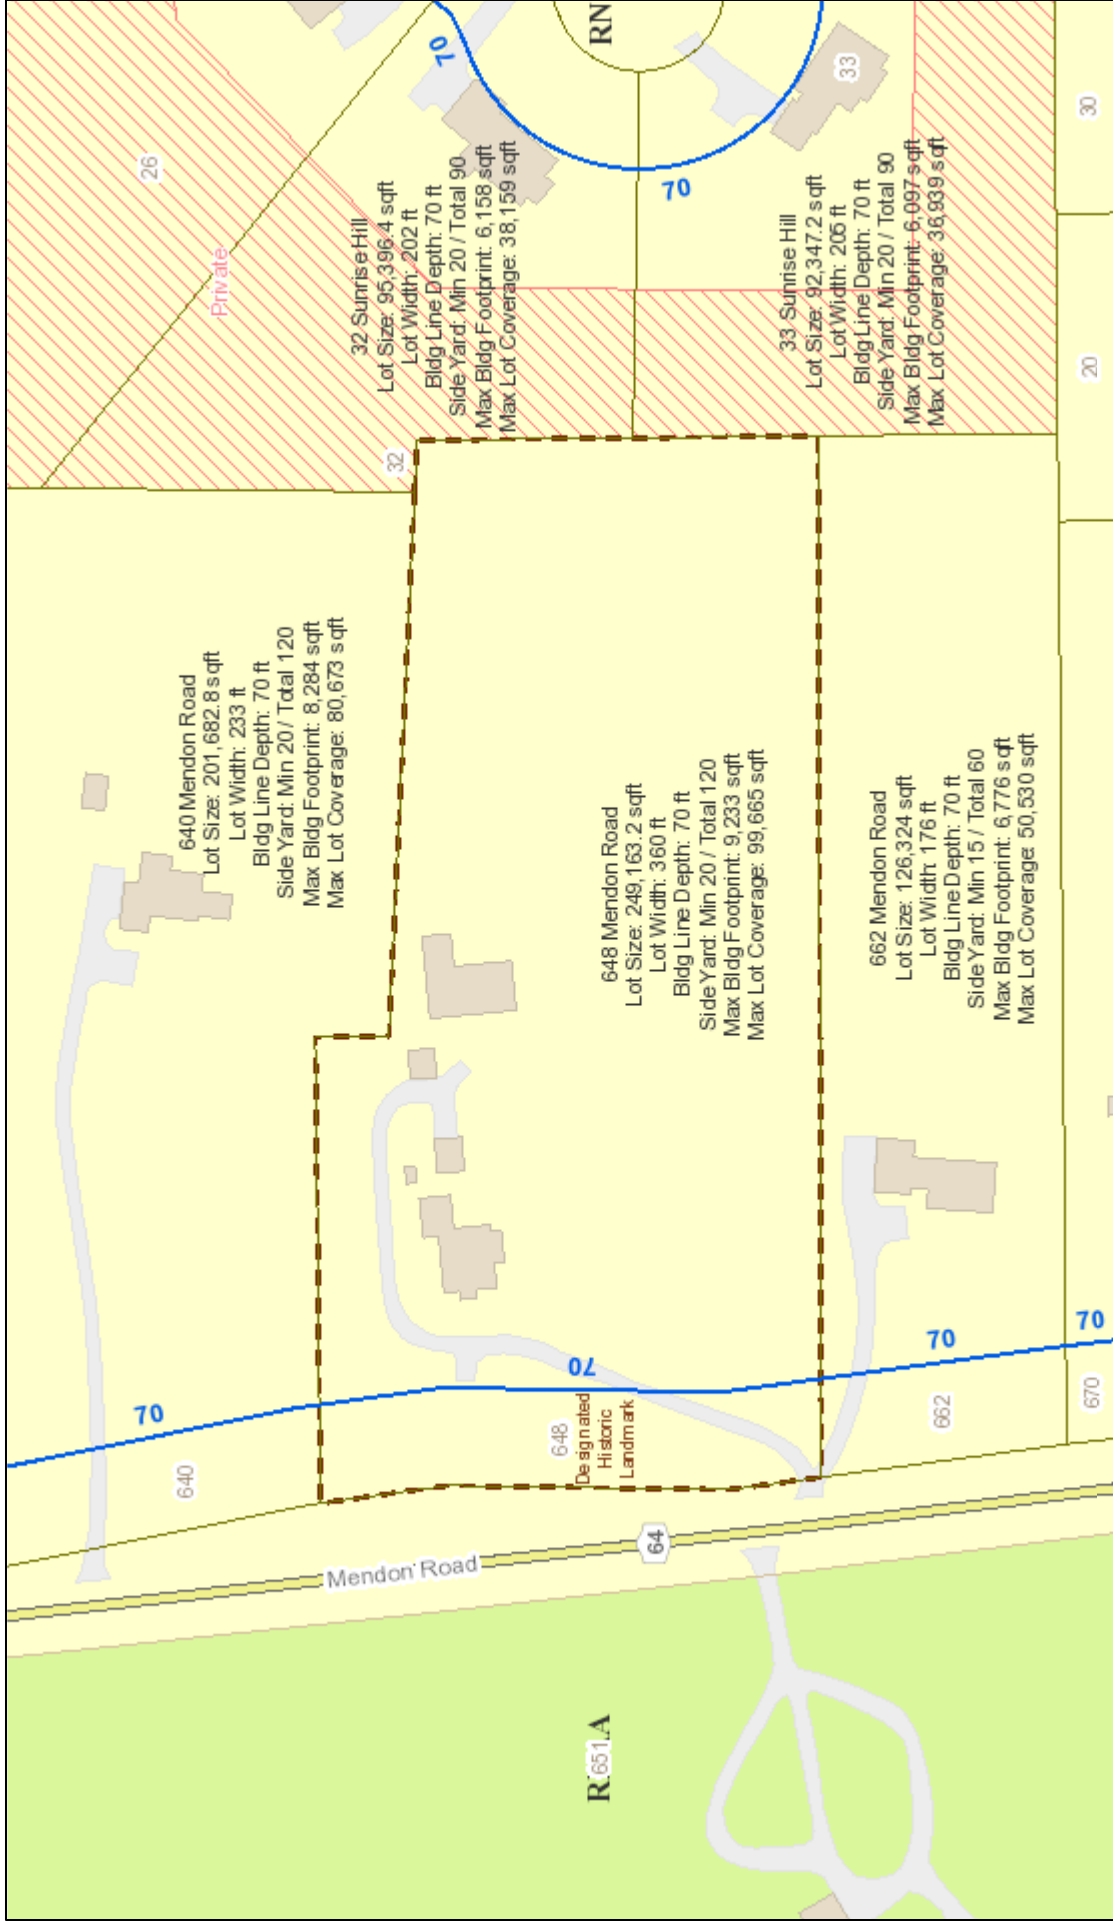 RN
70
33
30
26
Private
32 Sunrise Hill
Lot Size: 95,396.4 sqft
Lot Width: 202 ft
Bldg Line Depth: 70 ft
Side Yard: Min 20 / Total 90
Max Bldg Footprint: 6,158 sqft
Max Lot Coverage: 38,159 sqft
70
33 Sunrise Hill
Lot Size: 92,347.2 sqft
Lot Width: 205 ft
Bldg Line Depth: 70 ft
Side Yard: Min 20 / Total 90
Max Bldg Footprint: 6,097 sqft
Max Lot Coverage: 36,939 sqft
20
32
640 Mendon Road
Lot Size: 201,682.8 sqft
Lot Width: 233 ft
Bldg Line Depth: 70 ft
Side Yard: Min 20 / Total 120
Max Bldg Footprint: 8,284 sqft
Max Lot Coverage: 80,673 sqft
648 Mendon Road
Lot Size: 249,163.2 sqft
Lot Width: 360 ft
Bldg Line Depth: 70 ft
Side Yard: Min 20 / Total 120
Max Bldg Footprint: 9,233 sqft
Max Lot Coverage: 99,665 sqft
662 Mendon Road
Lot Size: 126,324 sqft
Lot Width: 176 ft
Bldg Line Depth: 70 ft
Side Yard: Min 15 / Total 60
Max Bldg Footprint: 6,776 sqft
Max Lot Coverage: 50,530 sqft
70
70
70
70
640
648
Designated
Historic
Landmark
662
670
Mendon Road
64
651